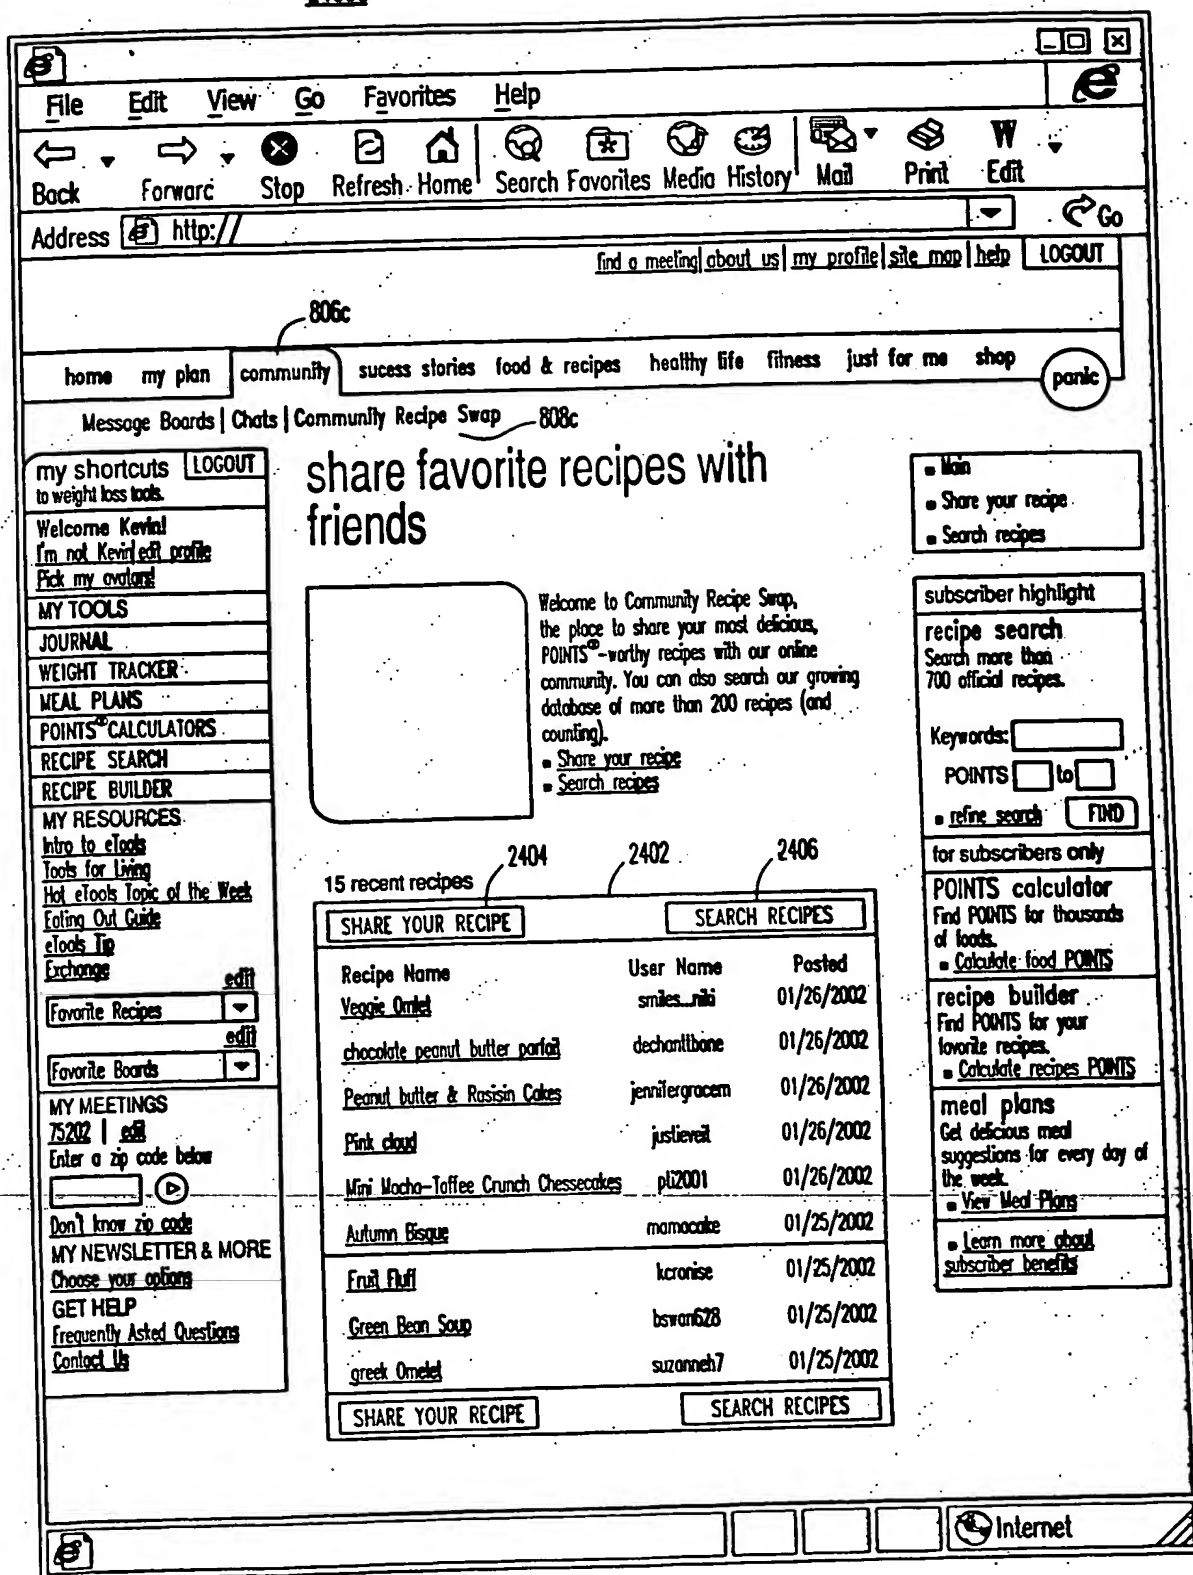 File Edit View Go Favorites Help
Back Forward Stop Refresh Home Search Favorites Media History Mail Print Edit
Address http:// Go
find a meeting| about us| my profile| site map | help LOGOUT
806c
home my plan community sucess stories food & recipes healthy life fitness just for me shop panic
Message Boards | Chats | Community Recipe Swap 808c
my shortcuts LOGOUT
to weight loss tools.
Welcome Kevin!
I'm not Kevin| edit profile
Pick my avatar!
MY TOOLS
JOURNAL
WEIGHT TRACKER
MEAL PLANS
POINTS® CALCULATORS
RECIPE SEARCH
RECIPE BUILDER
MY RESOURCES
Intro to eTools
Tools for Living
Hot eTools Topic of the Week
Eating Out Guide
eTools Tip
Exchange
edit
Favorite Recipes
edit
Favorite Boards
MY MEETINGS
75202 | edit
Enter a zip code below
Don't know zip code
MY NEWSLETTER & MORE
Choose your options
GET HELP
Frequently Asked Questions
Contact Us
share favorite recipes with
friends
Welcome to Community Recipe Swap,
the place to share your most delicious,
POINTS®-worthy recipes with our online
community. You can also search our growing
database of more than 200 recipes (and
counting).
Share your recipe
Search recipes
2404 2402 2406
15 recent recipes
SHARE YOUR RECIPE SEARCH RECIPES
Recipe Name User Name Posted
Veggie Omlet smiles_niki 01/26/2002
chocolate peanut butter parfait dechanttbone 01/26/2002
Peanut butter & Rasisin Cakes jennifergracem 01/26/2002
Pink cloud justieveit 01/26/2002
Mini Mocha-Toffee Crunch Chessecakes pti2001 01/26/2002
Autumn Bisque mamacake 01/25/2002
Fruit Fluff kcronise 01/25/2002
Green Bean Soup bswan628 01/25/2002
greek Omelet suzanneh7 01/25/2002
SHARE YOUR RECIPE SEARCH RECIPES
Main
Share your recipe
Search recipes
subscriber highlight
recipe search
Search more than
700 official recipes.
Keywords:
POINTS to
refine search FIND
for subscribers only
POINTS calculator
Find POINTS for thousands
of foods.
Calculate food POINTS
recipe builder
Find POINTS for your
favorite recipes.
Calculate recipes POINTS
meal plans
Get delicious meal
suggestions for every day of
the week.
View Meal Plans
Learn more about
subscriber benefits
Internet